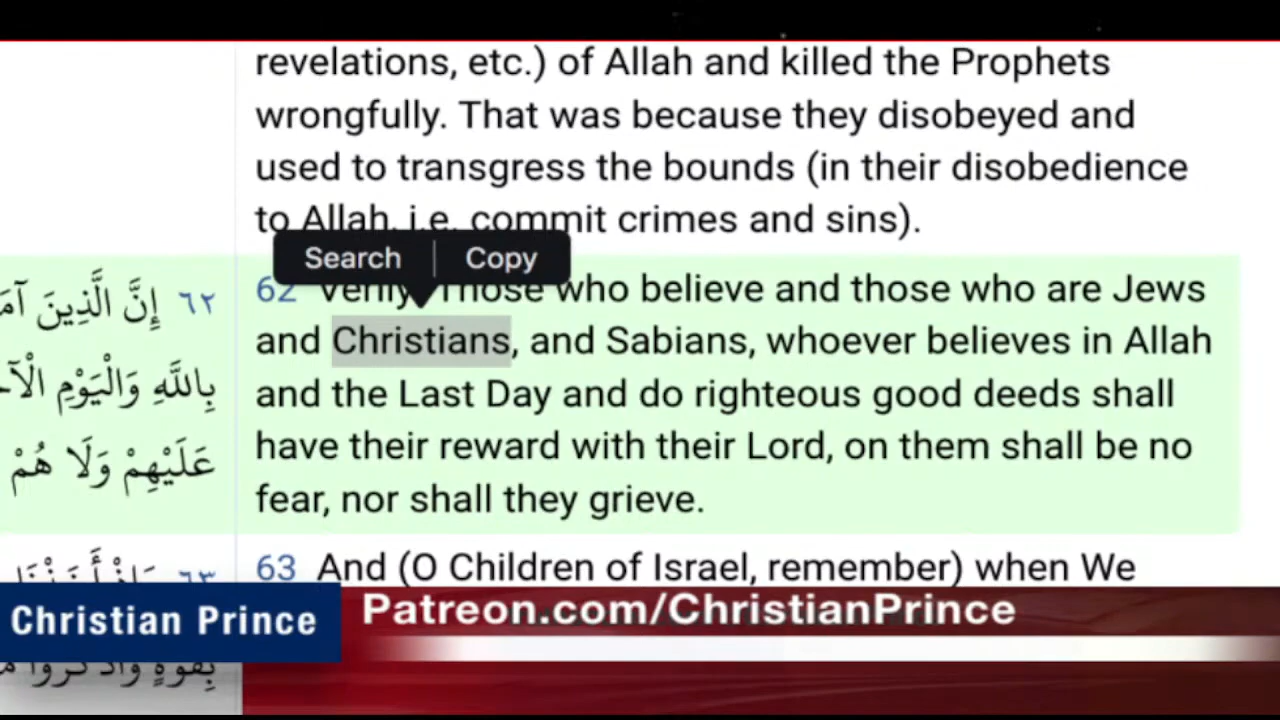 revelations, etc.) of Allah and killed the Prophets
wrongfully. That was because they disobeyed and
used to transgress the bounds (in their disobedience
to Allah, i.e. commit crimes and sins).
Search Copy
62 Verily! Those who believe and those who are Jews
and Christians, and Sabians, whoever believes in Allah
and the Last Day and do righteous good deeds shall
have their reward with their Lord, on them shall be no
fear, nor shall they grieve.
٦٢ إِنَّ الَّذِينَ
بِاللَّهِ وَالْيَوْمِ
عَلَيْهِمْ وَلَا هُمْ
63 And (O Children of Israel, remember) when We
٦٣
Christian Prince
Patreon.com/ChristianPrince